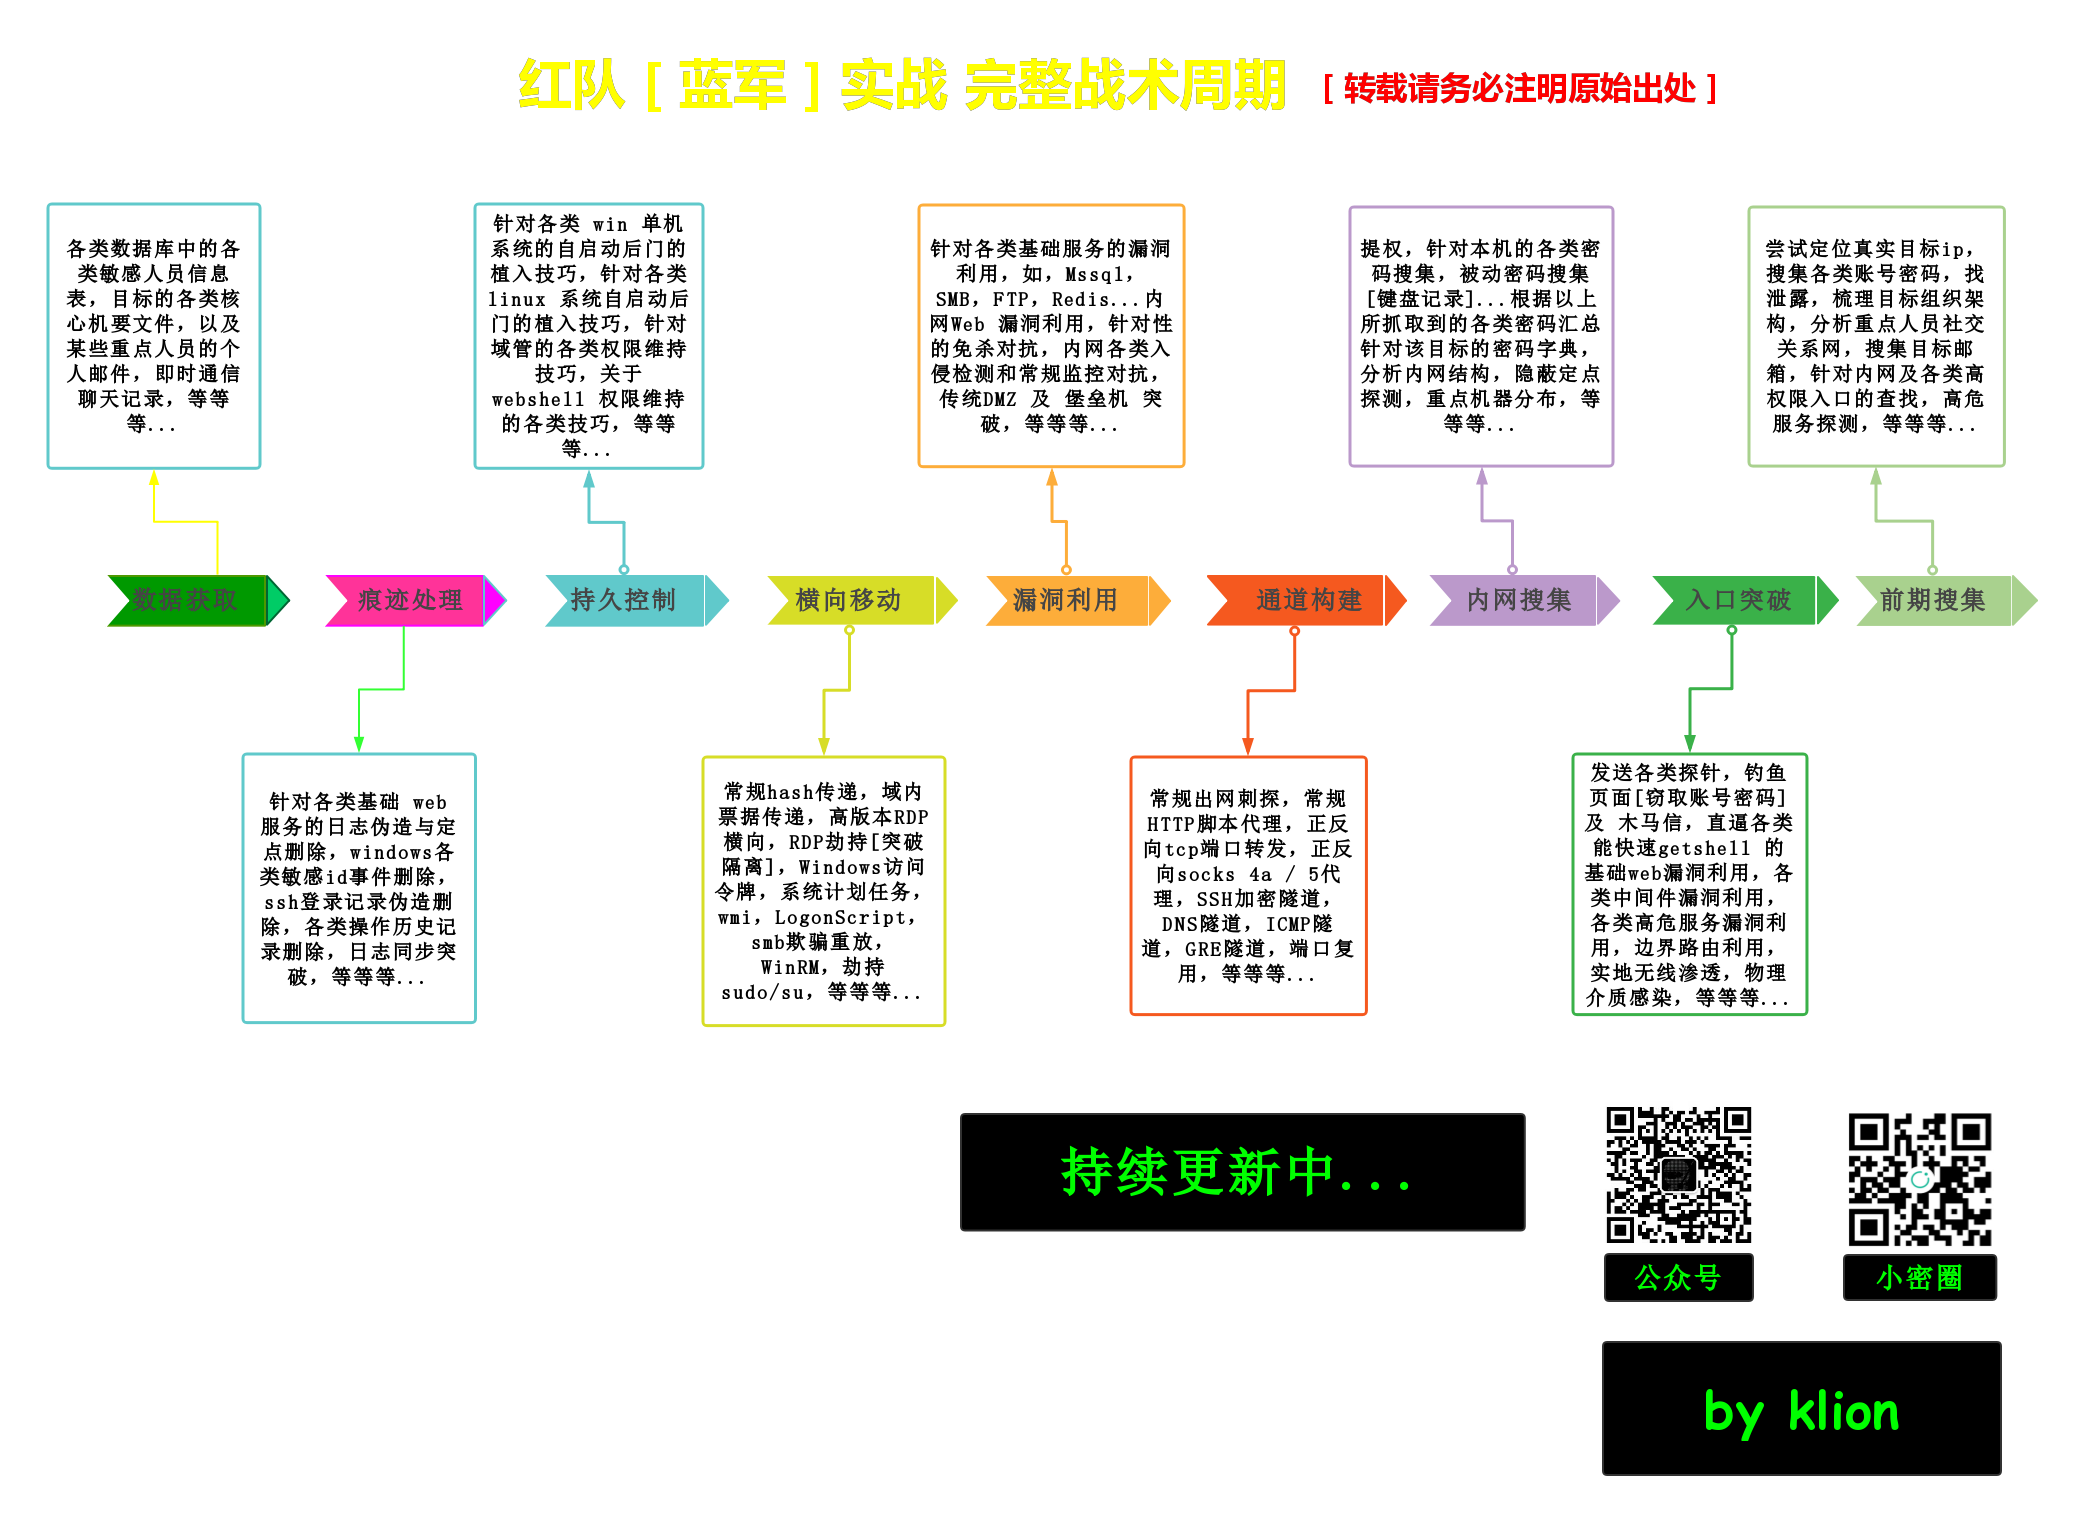 红队 [ 蓝军 ] 实战 完整战术周期 [ 转载请务必注明原始出处 ]
各类数据库中的各
类敏感人员信息
表，目标的各类核
心机要文件，以及
某些重点人员的个
人邮件，即时通信
聊天记录，等等
等...
针对各类 win 单机
系统的自启动后门的
植入技巧，针对各类
linux 系统自启动后
门的植入技巧，针对
域管的各类权限维持
技巧，关于
webshell 权限维持
的各类技巧，等等
等...
针对各类基础服务的漏洞
利用，如，Mssql，
SMB，FTP，Redis...内
网Web 漏洞利用，针对性
的免杀对抗，内网各类入
侵检测和常规监控对抗，
传统DMZ 及 堡垒机 突
破，等等等...
提权，针对本机的各类密
码搜集，被动密码搜集
[键盘记录]...根据以上
所抓取到的各类密码汇总
针对该目标的密码字典，
分析内网结构，隐蔽定点
探测，重点机器分布，等
等等...
尝试定位真实目标ip，
搜集各类账号密码，找
泄露，梳理目标组织架
构，分析重点人员社交
关系网，搜集目标邮
箱，针对内网及各类高
权限入口的查找，高危
服务探测，等等等...
数据获取
痕迹处理
持久控制
横向移动
漏洞利用
通道构建
内网搜集
入口突破
前期搜集
针对各类基础 web
服务的日志伪造与定
点删除，windows各
类敏感id事件删除，
ssh登录记录伪造删
除，各类操作历史记
录删除，日志同步突
破，等等等...
常规hash传递，域内
票据传递，高版本RDP
横向，RDP劫持[突破
隔离]，Windows访问
令牌，系统计划任务，
wmi，LogonScript，
smb欺骗重放，
WinRM，劫持
sudo/su，等等等...
常规出网刺探，常规
HTTP脚本代理，正反
向tcp端口转发，正反
向socks 4a / 5代
理，SSH加密隧道，
DNS隧道，ICMP隧
道，GRE隧道，端口复
用，等等等...
发送各类探针，钓鱼
页面[窃取账号密码]
及 木马信，直逼各类
能快速getshell 的
基础web漏洞利用，各
类中间件漏洞利用，
各类高危服务漏洞利
用，边界路由利用，
实地无线渗透，物理
介质感染，等等等...
持续更新中...
公众号
小密圈
by klion